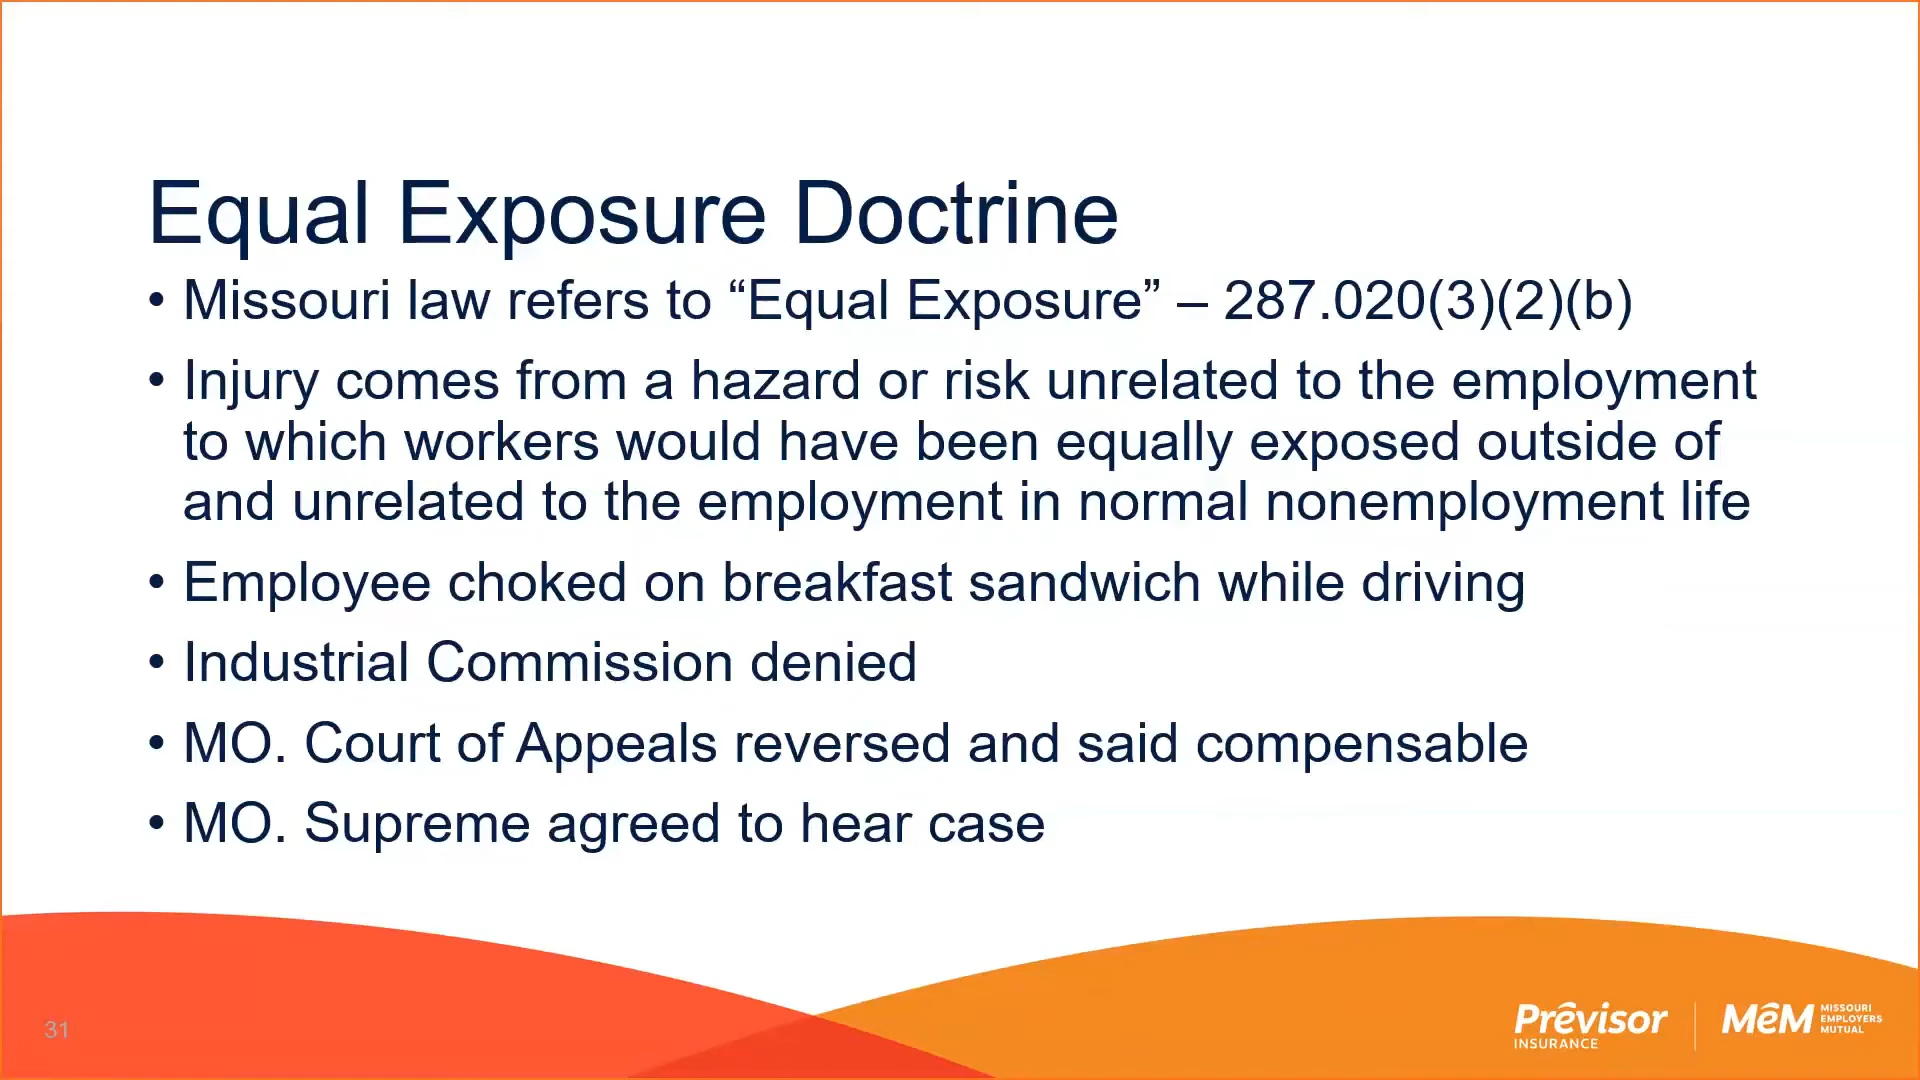 Equal Exposure Doctrine
• Missouri law refers to “Equal Exposure” – 287.020(3)(2)(b)
• Injury comes from a hazard or risk unrelated to the employment
to which workers would have been equally exposed outside of
and unrelated to the employment in normal nonemployment life
• Employee choked on breakfast sandwich while driving
• Industrial Commission denied
• MO. Court of Appeals reversed and said compensable
• MO. Supreme agreed to hear case
31
Prêvisor
INSURANCE
MêM
MISSOURI
EMPLOYERS
MUTUAL